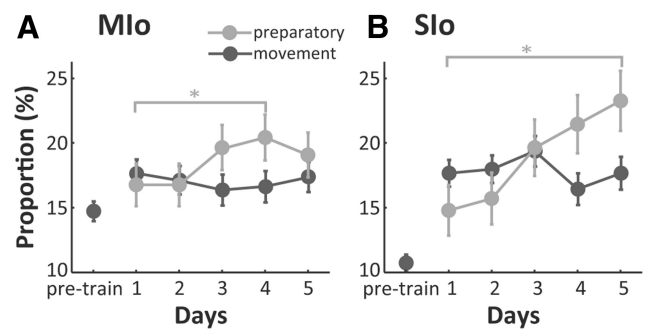 A MIo
preparatory
movement
B SIo
*
*
Proportion (%)
25
20
15
10
pre-train 1 2 3 4 5
Days
25
20
15
10
pre-train 1 2 3 4 5
Days